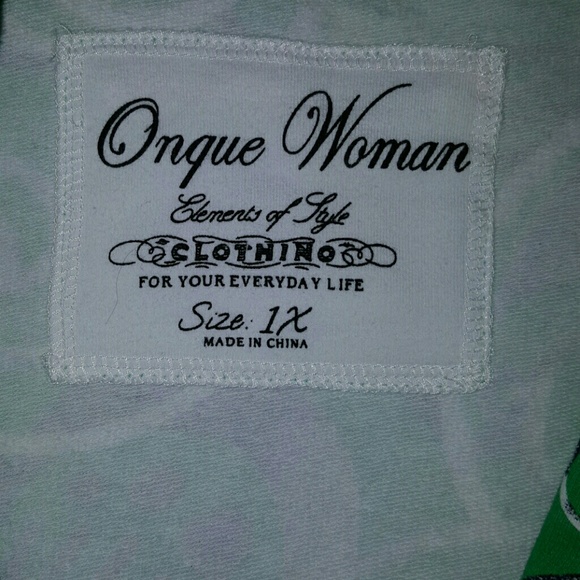 Onque Woman
Elements of Style
CLOTHING
FOR YOUR EVERYDAY LIFE
Size: 1X
MADE IN CHINA